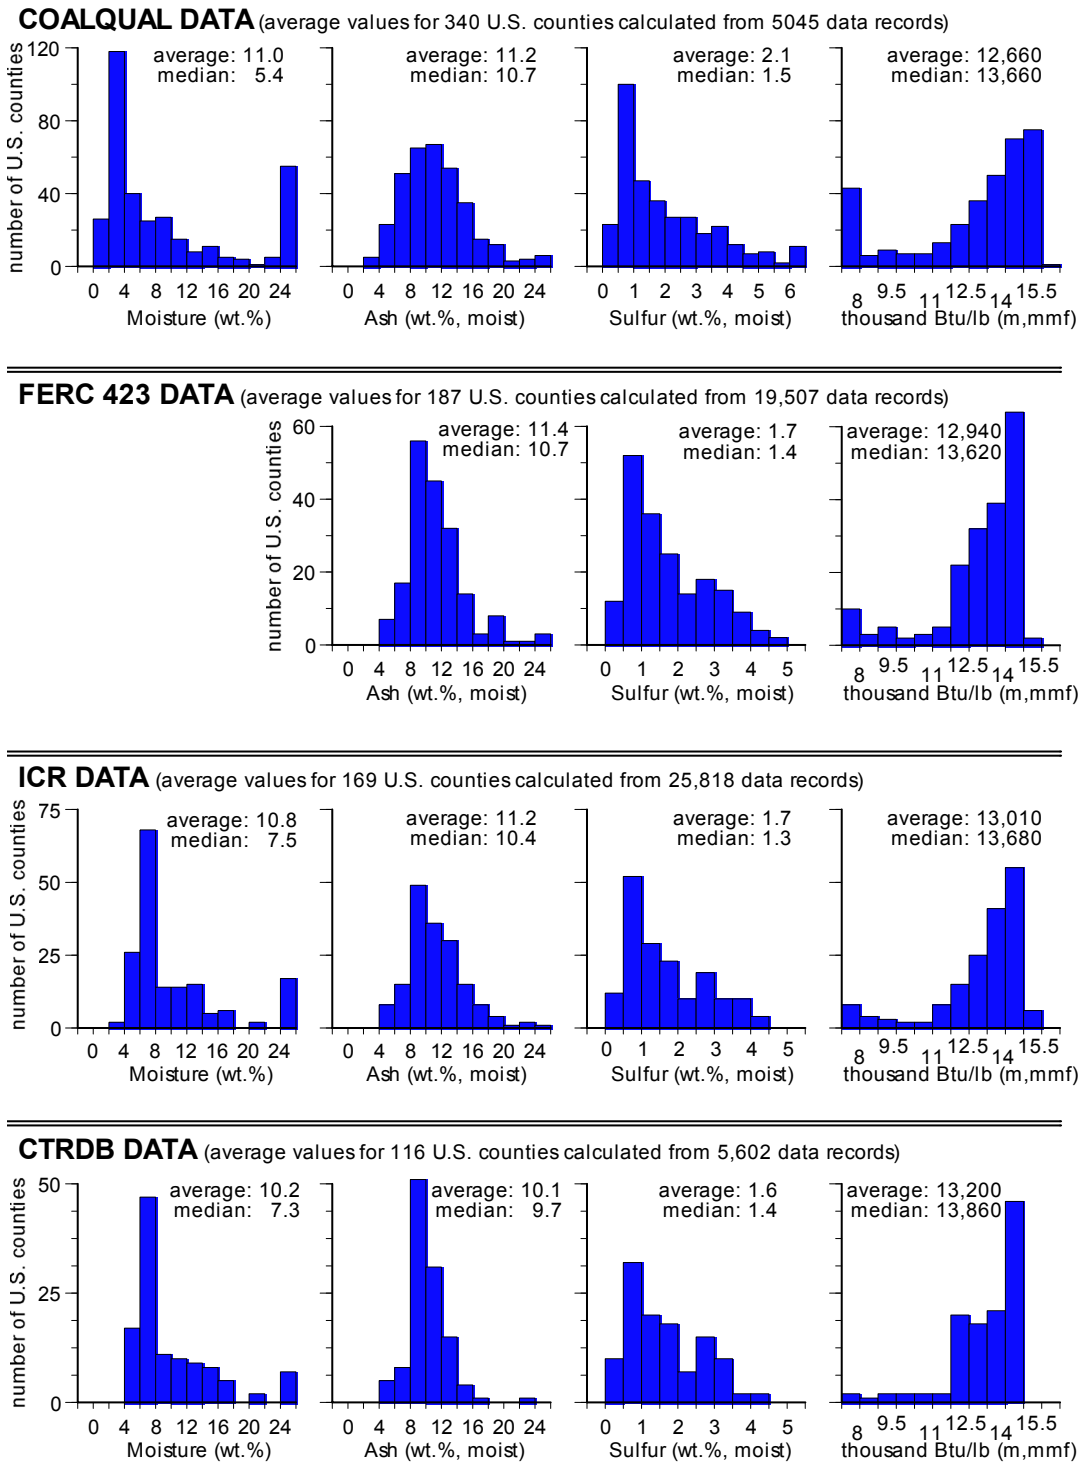 COALQUAL DATA (average values for 340 U.S. counties calculated from 5045 data records)
number of U.S. counties
120
80
40
0
average: 11.0
median: 5.4
0 4 8 12 16 20 24
Moisture (wt.%)
average: 11.2
median: 10.7
0 4 8 12 16 20 24
Ash (wt.%, moist)
average: 2.1
median: 1.5
0 1 2 3 4 5 6
Sulfur (wt.%, moist)
average: 12,660
median: 13,660
8 9.5 11 12.5 14 15.5
thousand Btu/lb (m,mmf)
FERC 423 DATA (average values for 187 U.S. counties calculated from 19,507 data records)
number of U.S. counties
60
40
20
0
average: 11.4
median: 10.7
0 4 8 12 16 20 24
Ash (wt.%, moist)
average: 1.7
median: 1.4
0 1 2 3 4 5
Sulfur (wt.%, moist)
average: 12,940
median: 13,620
8 9.5 11 12.5 14 15.5
thousand Btu/lb (m,mmf)
ICR DATA (average values for 169 U.S. counties calculated from 25,818 data records)
number of U.S. counties
75
50
25
0
average: 10.8
median: 7.5
0 4 8 12 16 20 24
Moisture (wt.%)
average: 11.2
median: 10.4
0 4 8 12 16 20 24
Ash (wt.%, moist)
average: 1.7
median: 1.3
0 1 2 3 4 5
Sulfur (wt.%, moist)
average: 13,010
median: 13,680
8 9.5 11 12.5 14 15.5
thousand Btu/lb (m,mmf)
CTRDB DATA (average values for 116 U.S. counties calculated from 5,602 data records)
number of U.S. counties
50
25
0
average: 10.2
median: 7.3
0 4 8 12 16 20 24
Moisture (wt.%)
average: 10.1
median: 9.7
0 4 8 12 16 20 24
Ash (wt.%, moist)
average: 1.6
median: 1.4
0 1 2 3 4 5
Sulfur (wt.%, moist)
average: 13,200
median: 13,860
8 9.5 11 12.5 14 15.5
thousand Btu/lb (m,mmf)